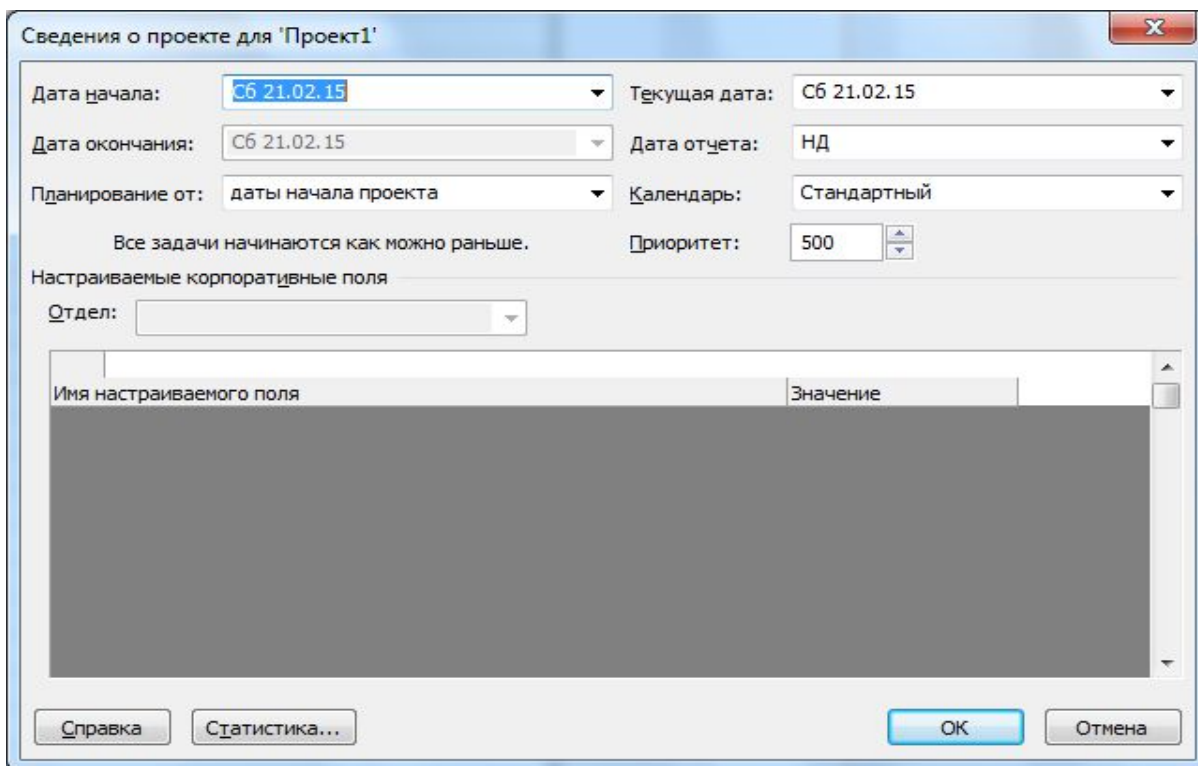 Сведения о проекте для 'Проект1'
Дата начала: Сб 21.02.15 Текущая дата: Сб 21.02.15
Дата окончания: Сб 21.02.15 Дата отчета: НД
Планирование от: даты начала проекта Календарь: Стандартный
Все задачи начинаются как можно раньше. Приоритет: 500
Настраиваемые корпоративные поля
Отдел:
Имя настраиваемого поля Значение
Справка Статистика... ОК Отмена